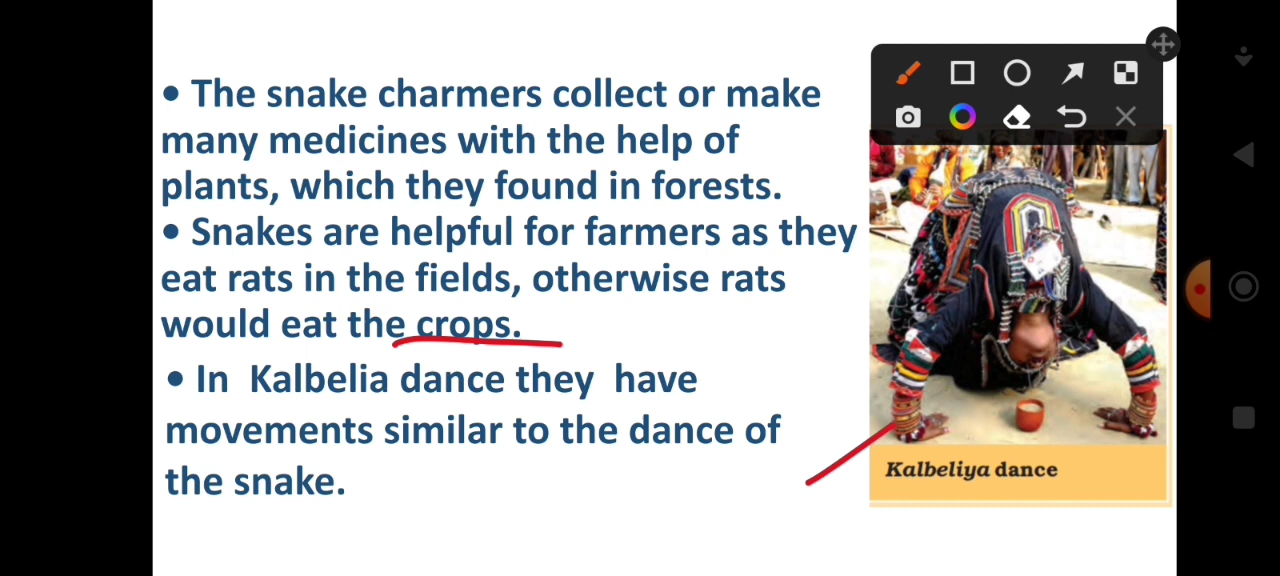 • The snake charmers collect or make
many medicines with the help of
plants, which they found in forests.
• Snakes are helpful for farmers as they
eat rats in the fields, otherwise rats
would eat the crops.
• In Kalbelia dance they have
movements similar to the dance of
the snake.
Kalbeliya dance